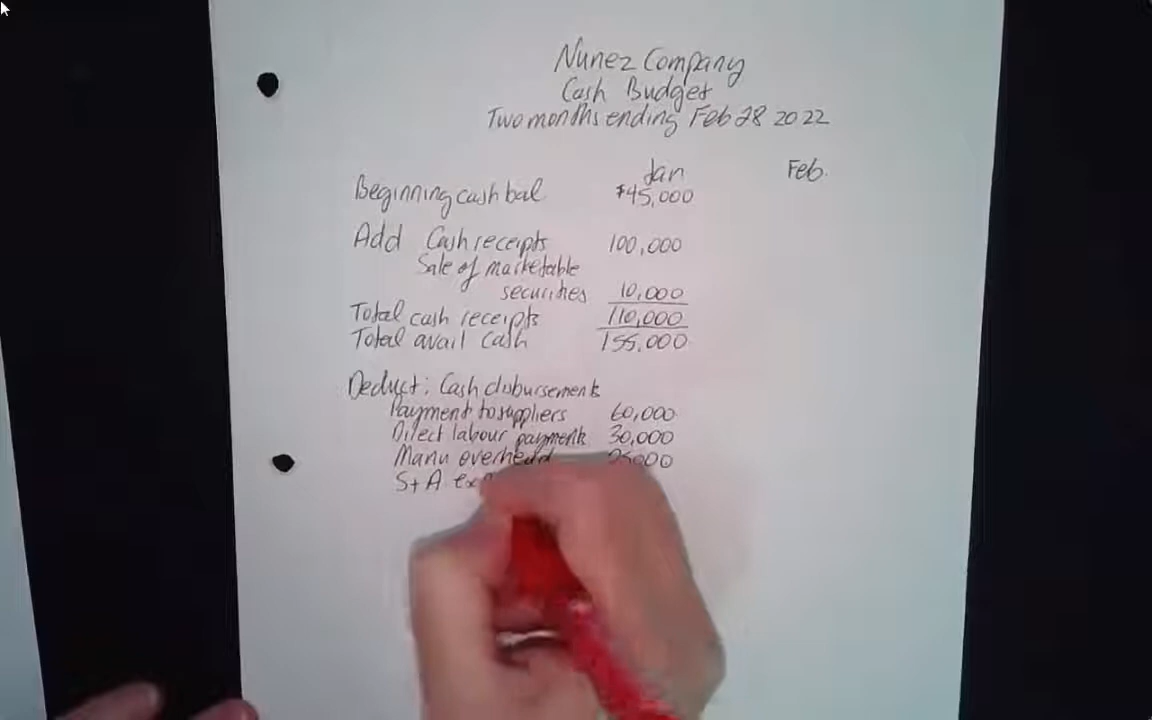 Nunez Company
Cash Budget
Two months ending Feb 28 2022
Jan Feb.
Beginning cash bal $45,000
Add Cash receipts 100,000
Sale of marketable
securities 10,000
Total cash receipts 110,000
Total avail cash 155,000
Deduct: Cash disbursements
Payment to suppliers 60,000
Direct labour payments 30,000
Manu overhead
S+A